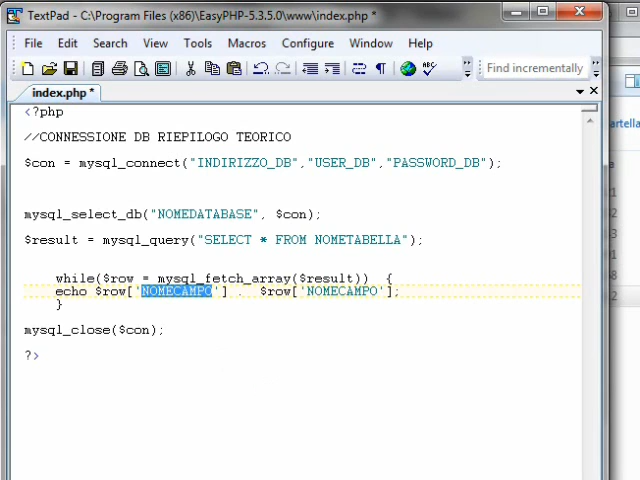 TextPad - C:\Program Files (x86)\EasyPHP-5.3.5.0\www\index.php *
File Edit Search View Tools Macros Configure Window Help
Find incrementally
index.php *
<?php
//CONNESSIONE DB RIEPILOGO TEORICO
$con = mysql_connect("INDIRIZZO_DB","USER_DB","PASSWORD_DB");
mysql_select_db("NOMEDATABASE", $con);
$result = mysql_query("SELECT * FROM NOMETABELLA");
while($row = mysql_fetch_array($result)) {
echo $row['NOMECAMPO'] . $row['NOMECAMPO'];
}
mysql_close($con);
?>